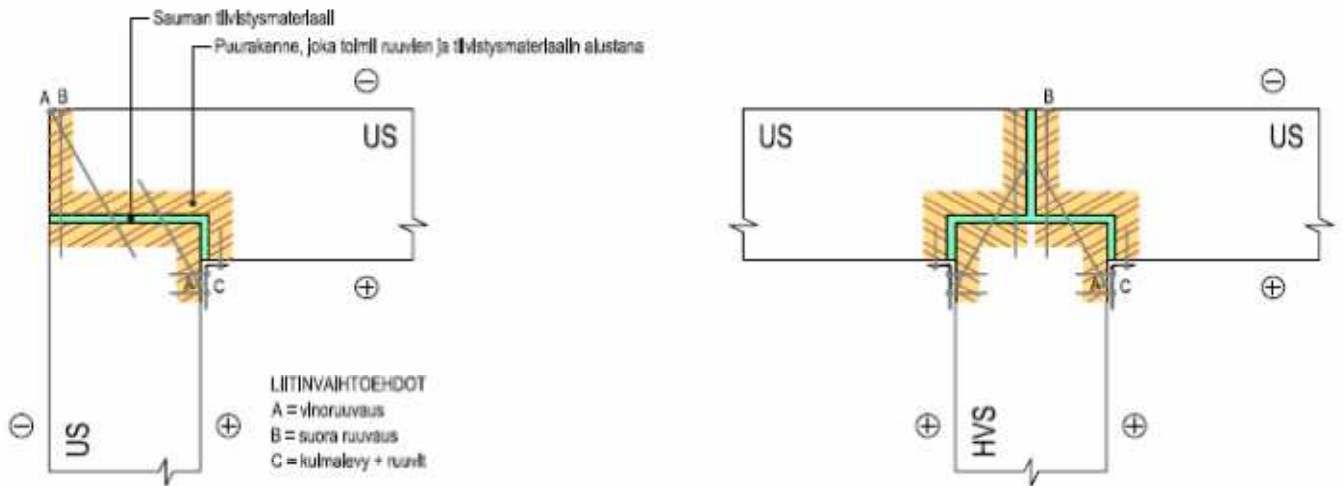 Sauman tiivistysmateriaali
Puurakenne, joka toimii ruuvien ja tiivistysmateriaalin alustana
A B
US
A C
US
LIITINVAIHTOEHDOT
A = vinoruuvaus
B = suora ruuvaus
C = kulmalevy + ruuvit
B
US
US
A C
HVS